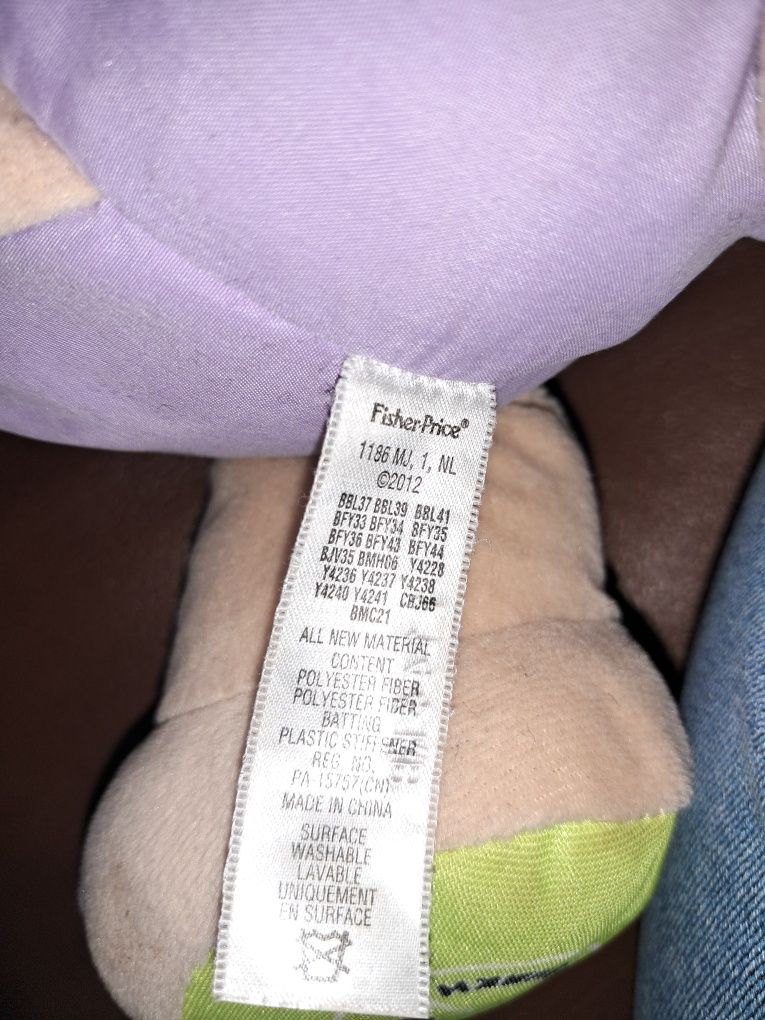 Fisher-Price®
1186 MJ, 1, NL
©2012
BBL37 BBL39 BBL41
BFY33 BFY34 BFY35
BFY36 BFY43 BFY44
BJV35 BMH06 Y4228
Y4236 Y4237 Y4238
Y4240 Y4241 CBJ66
BMC21
ALL NEW MATERIAL
CONTENT
POLYESTER FIBER
POLYESTER FIBER
BATTING
PLASTIC STIFFENER
REG. NO.
PA-15757(CN)
MADE IN CHINA
SURFACE
WASHABLE
LAVABLE
UNIQUEMENT
EN SURFACE